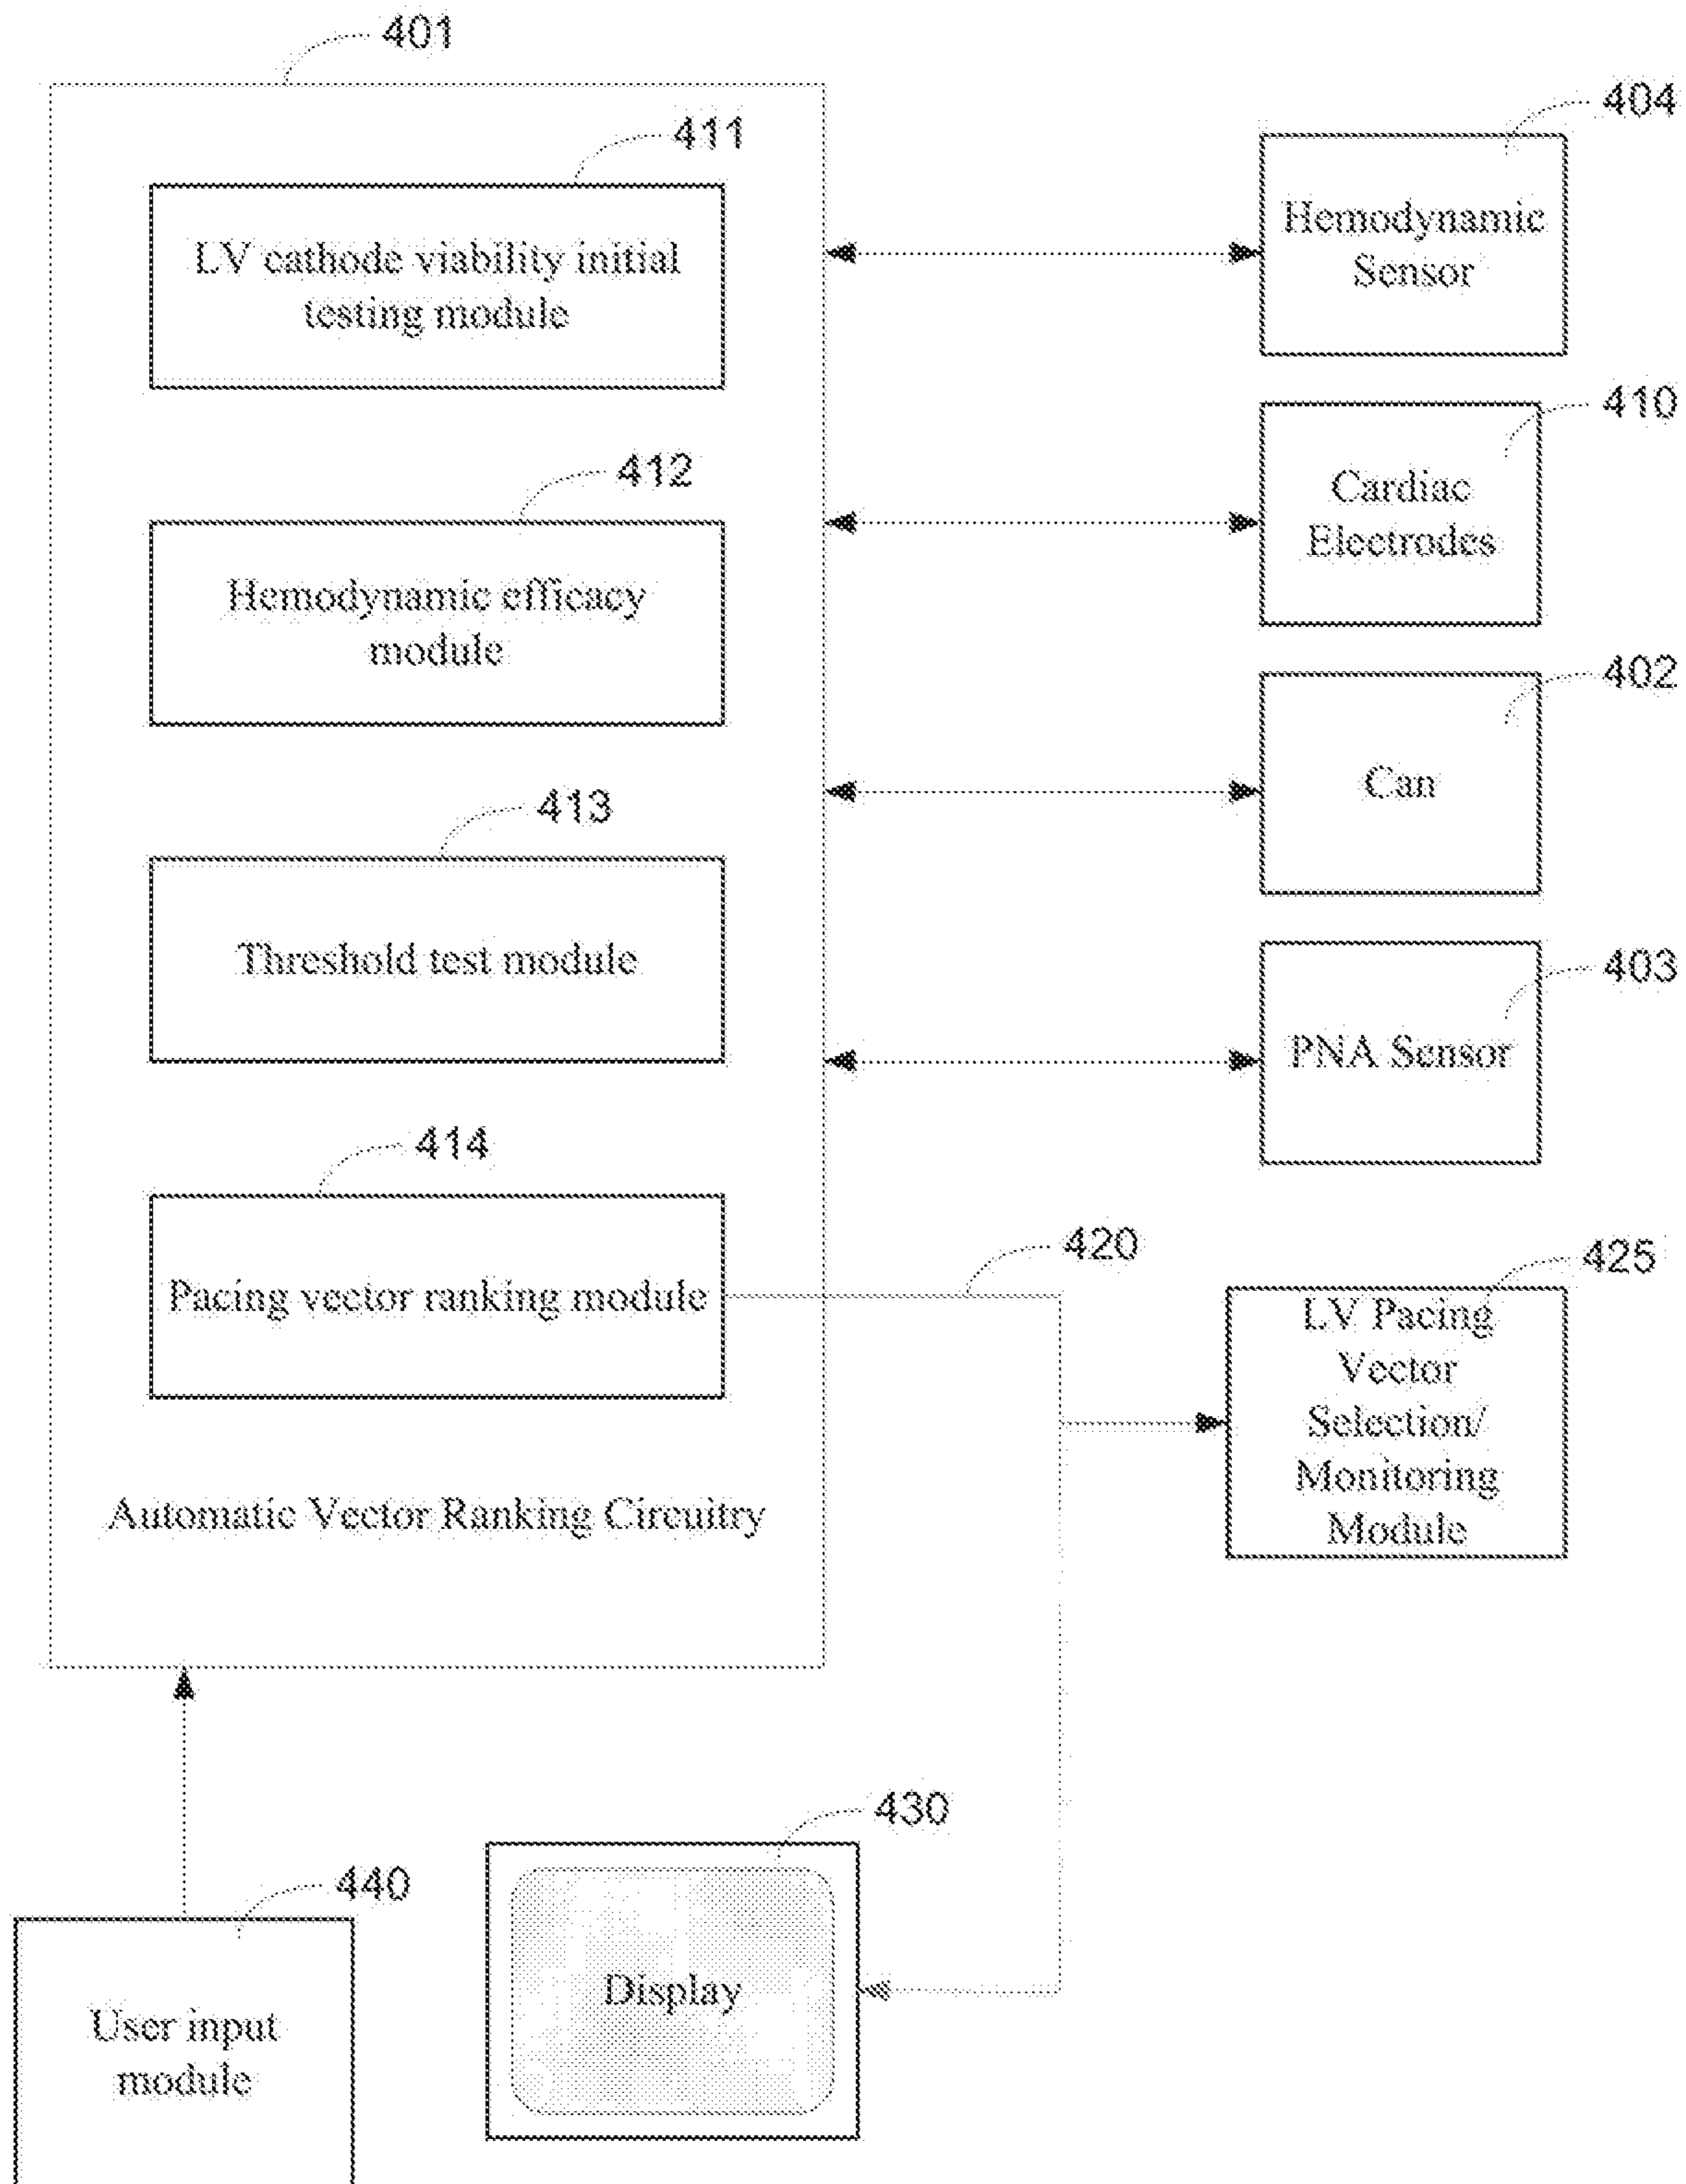 401
411
LV cathode viability initial
testing module
412
Hemodynamic efficacy
module
413
Threshold test module
414
Pacing vector ranking module
Automatic Vector Ranking Circuitry
404
Hemodynamic
Sensor
410
Cardiac
Electrodes
402
Can
403
PNA Sensor
420
425
LV Pacing
Vector
Selection/
Monitoring
Module
430
Display
440
User input
module